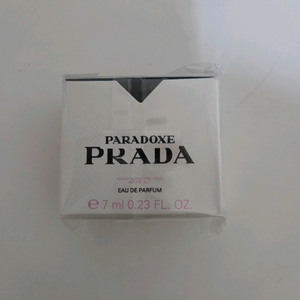 PARADOXE
PRADA
EAU DE PARFUM
e 7 ml 0.23 FL. OZ.